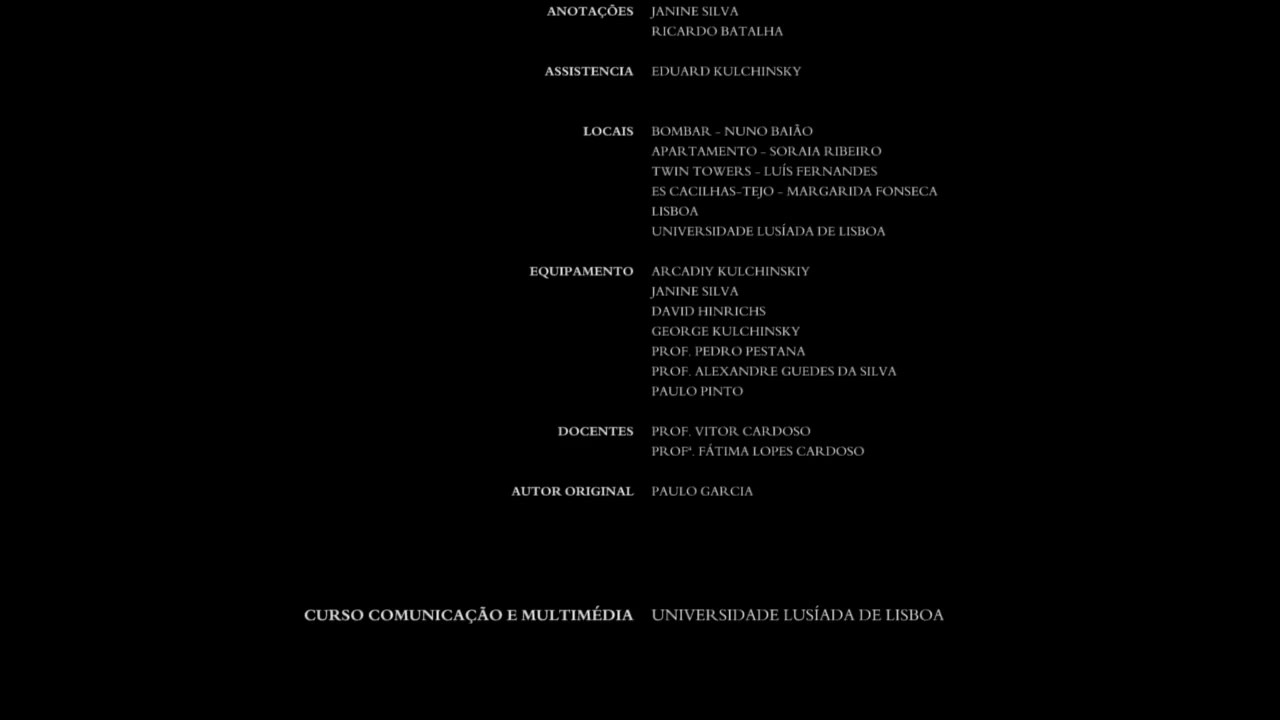 ANOTAÇÕES JANINE SILVA
RICARDO BATALHA
ASSISTENCIA EDUARD KULCHINSKY
LOCAIS BOMBAR - NUNO BAIÃO
APARTAMENTO - SORAIA RIBEIRO
TWIN TOWERS - LUÍS FERNANDES
ES CACILHAS-TEJO - MARGARIDA FONSECA
LISBOA
UNIVERSIDADE LUSÍADA DE LISBOA
EQUIPAMENTO ARCADIY KULCHINSKIY
JANINE SILVA
DAVID HINRICHS
GEORGE KULCHINSKY
PROF. PEDRO PESTANA
PROF. ALEXANDRE GUEDES DA SILVA
PAULO PINTO
DOCENTES PROF. VITOR CARDOSO
PROFª. FÁTIMA LOPES CARDOSO
AUTOR ORIGINAL PAULO GARCIA
CURSO COMUNICAÇÃO E MULTIMÉDIA UNIVERSIDADE LUSÍADA DE LISBOA